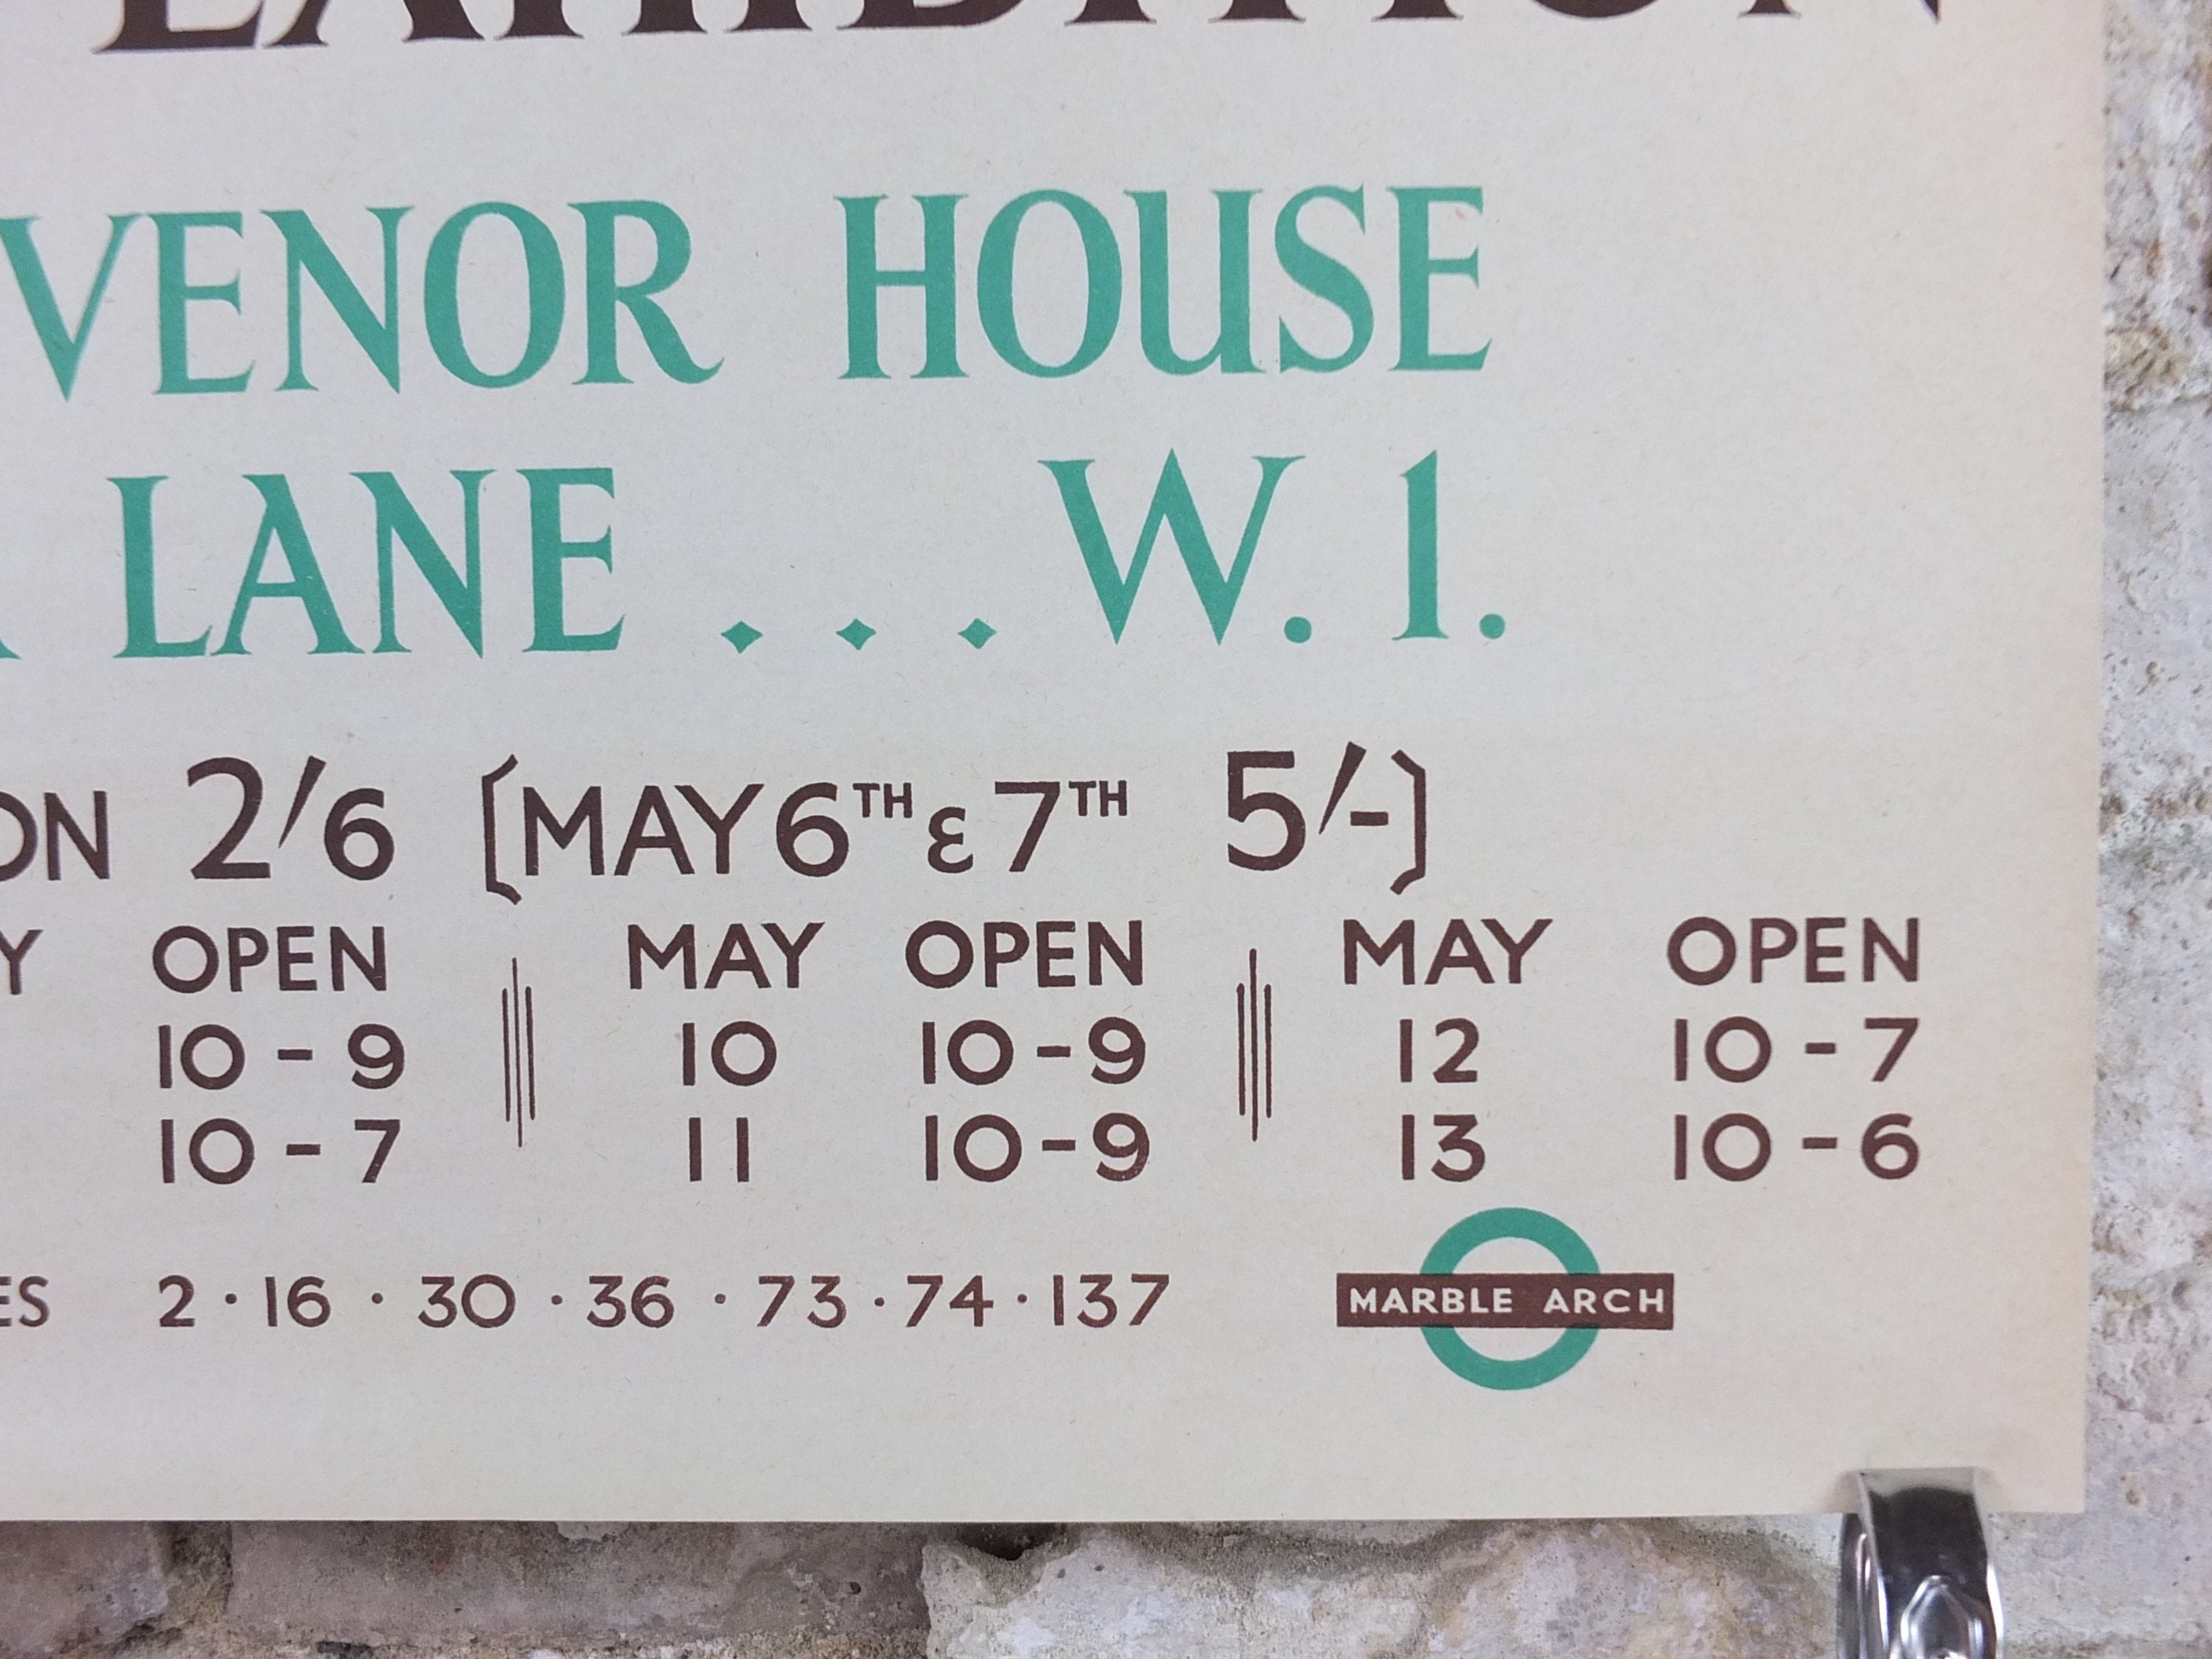 EXHIBITION
VENOR HOUSE
LANE . . . W. 1.
ON 2/6 [MAY 6TH & 7TH 5/-]
Y OPEN MAY OPEN MAY OPEN
10 - 9 10 10 - 9 12 10 - 7
10 - 7 11 10 - 9 13 10 - 6
ES 2 · 16 · 30 · 36 · 73 · 74 · 137
MARBLE ARCH